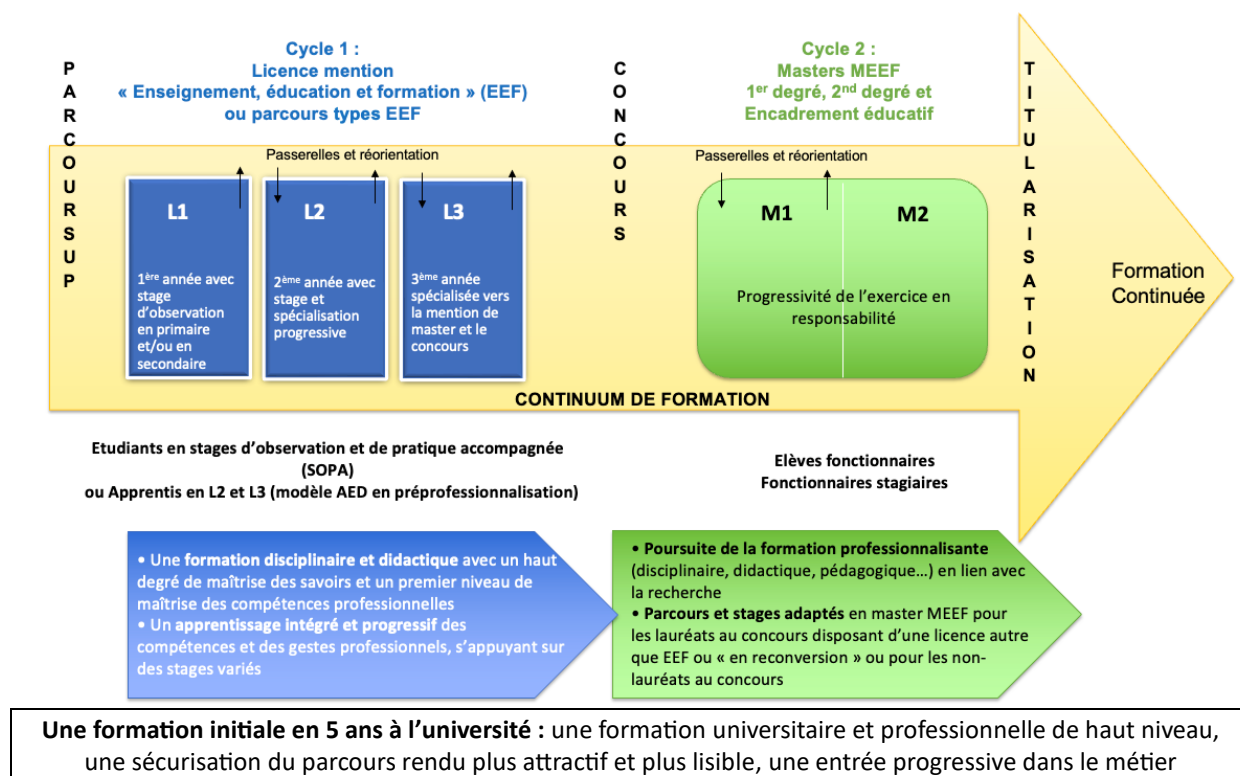 PARCOURSUP
Cycle 1 :
Licence mention
« Enseignement, éducation et formation » (EEF)
ou parcours types EEF
CONCOURS
Cycle 2 :
Masters MEEF
1er degré, 2nd degré et
Encadrement éducatif
TITULARISATION
Passerelles et réorientation
L1
1ère année avec
stage
d’observation
en primaire
et/ou en
secondaire
L2
2ème année avec
stage et
spécialisation
progressive
L3
3ème année
spécialisée vers
la mention de
master et le
concours
Passerelles et réorientation
M1
M2
Progressivité de l’exercice en
responsabilité
Formation
Continuée
CONTINUUM DE FORMATION
Etudiants en stages d’observation et de pratique accompagnée
(SOPA)
ou Apprentis en L2 et L3 (modèle AED en préprofessionnalisation)
Elèves fonctionnaires
Fonctionnaires stagiaires
• Une formation disciplinaire et didactique avec un haut
degré de maîtrise des savoirs et un premier niveau de
maîtrise des compétences professionnelles
• Un apprentissage intégré et progressif des
compétences et des gestes professionnels, s’appuyant sur
des stages variés
• Poursuite de la formation professionnalisante
(disciplinaire, didactique, pédagogique…) en lien avec
la recherche
• Parcours et stages adaptés en master MEEF pour
les lauréats au concours disposant d’une licence autre
que EEF ou « en reconversion » ou pour les non-
lauréats au concours
Une formation initiale en 5 ans à l’université : une formation universitaire et professionnelle de haut niveau,
une sécurisation du parcours rendu plus attractif et plus lisible, une entrée progressive dans le métier